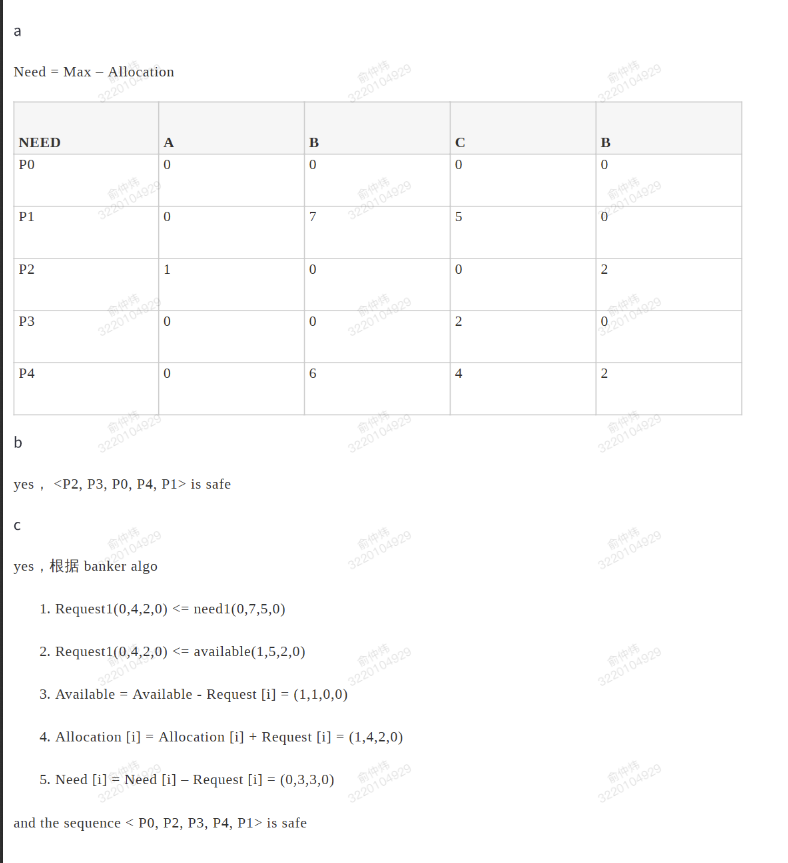 a
Need = Max – Allocation
NEED A B C B
P0 0 0 0 0
P1 0 7 5 0
P2 1 0 0 2
P3 0 0 2 0
P4 0 6 4 2
b
yes， <P2, P3, P0, P4, P1> is safe
c
yes，根据 banker algo
1. Request1(0,4,2,0) <= need1(0,7,5,0)
2. Request1(0,4,2,0) <= available(1,5,2,0)
3. Available = Available - Request [i] = (1,1,0,0)
4. Allocation [i] = Allocation [i] + Request [i] = (1,4,2,0)
5. Need [i] = Need [i] – Request [i] = (0,3,3,0)
and the sequence < P0, P2, P3, P4, P1> is safe
俞仲炜
3220104929